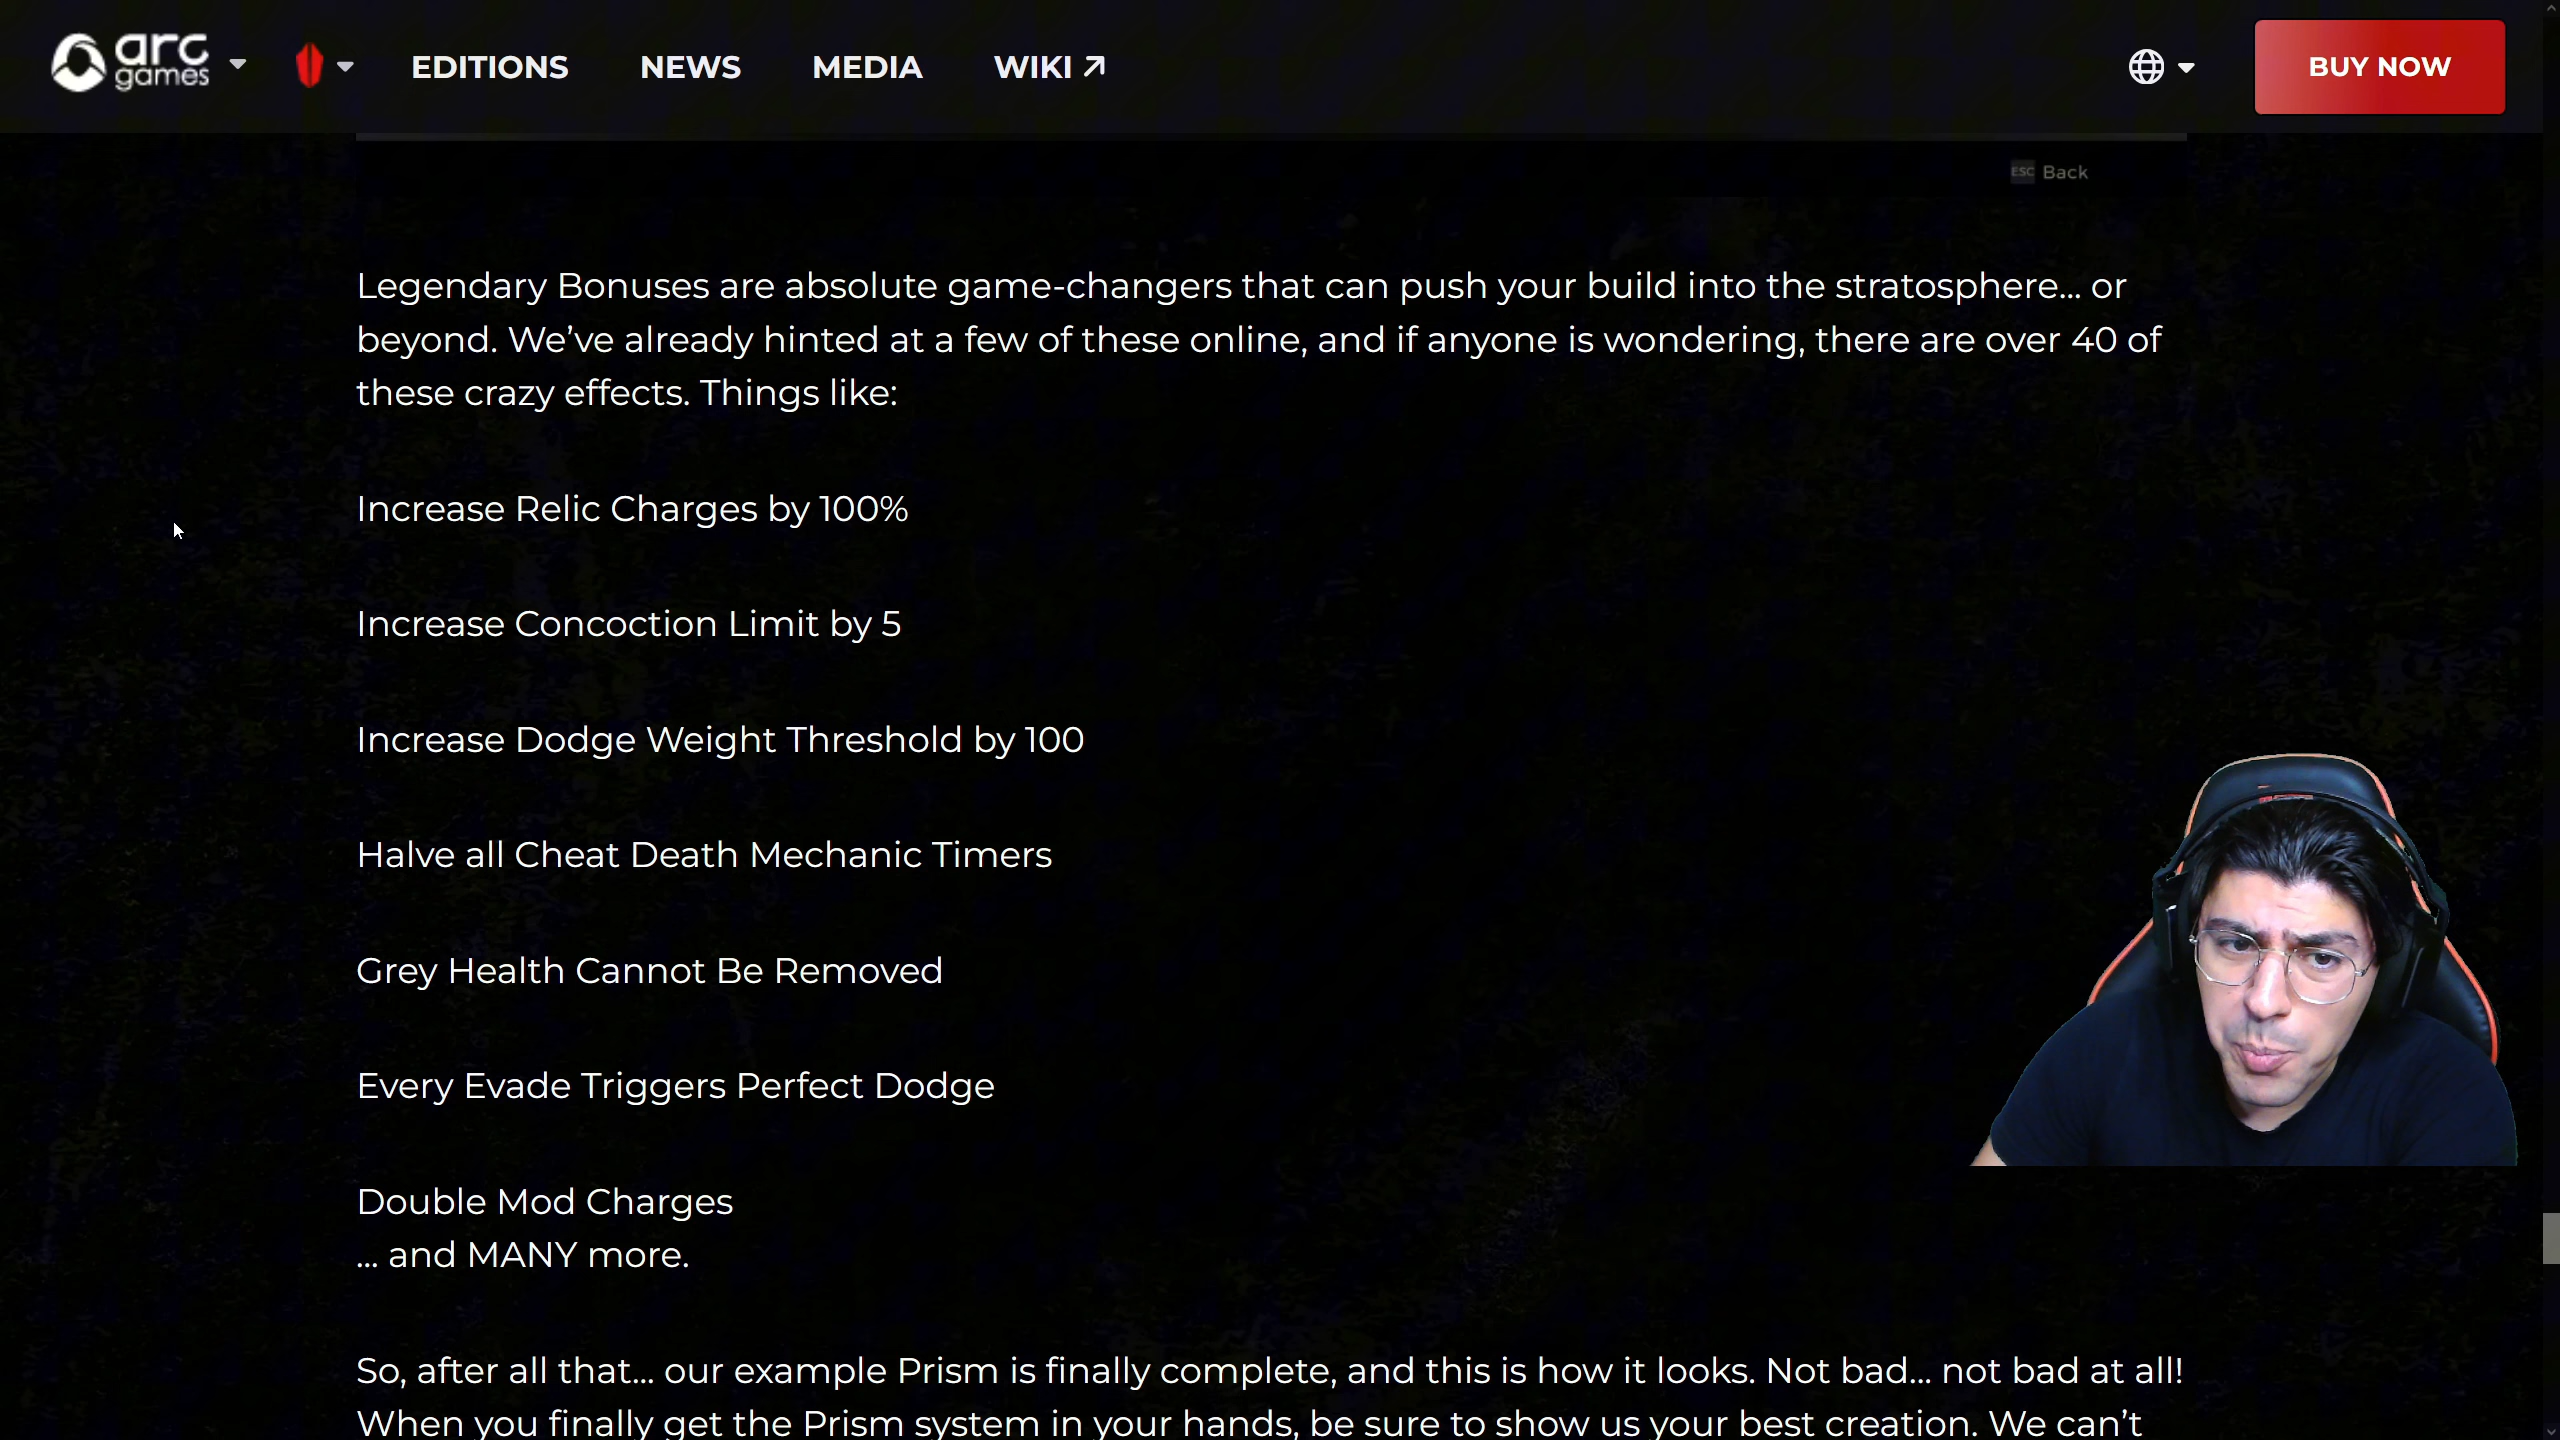 arc games
EDITIONS
NEWS
MEDIA
WIKI
BUY NOW
ESC Back
Legendary Bonuses are absolute game-changers that can push your build into the stratosphere... or
beyond. We’ve already hinted at a few of these online, and if anyone is wondering, there are over 40 of
these crazy effects. Things like:
Increase Relic Charges by 100%
Increase Concoction Limit by 5
Increase Dodge Weight Threshold by 100
Halve all Cheat Death Mechanic Timers
Grey Health Cannot Be Removed
Every Evade Triggers Perfect Dodge
Double Mod Charges
... and MANY more.
So, after all that... our example Prism is finally complete, and this is how it looks. Not bad... not bad at all!
When you finally get the Prism system in your hands, be sure to show us your best creation. We can’t